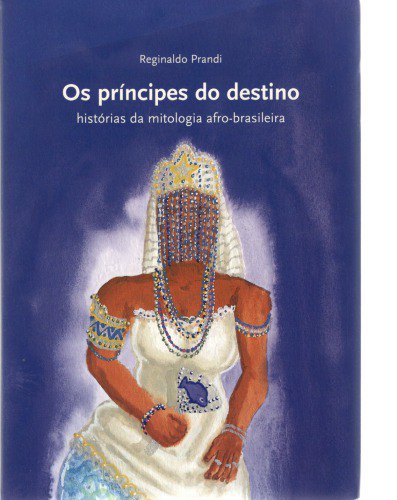 Reginaldo Prandi
Os príncipes do destino
histórias da mitologia afro-brasileira